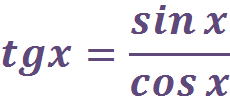 tgx = sin x / cos x